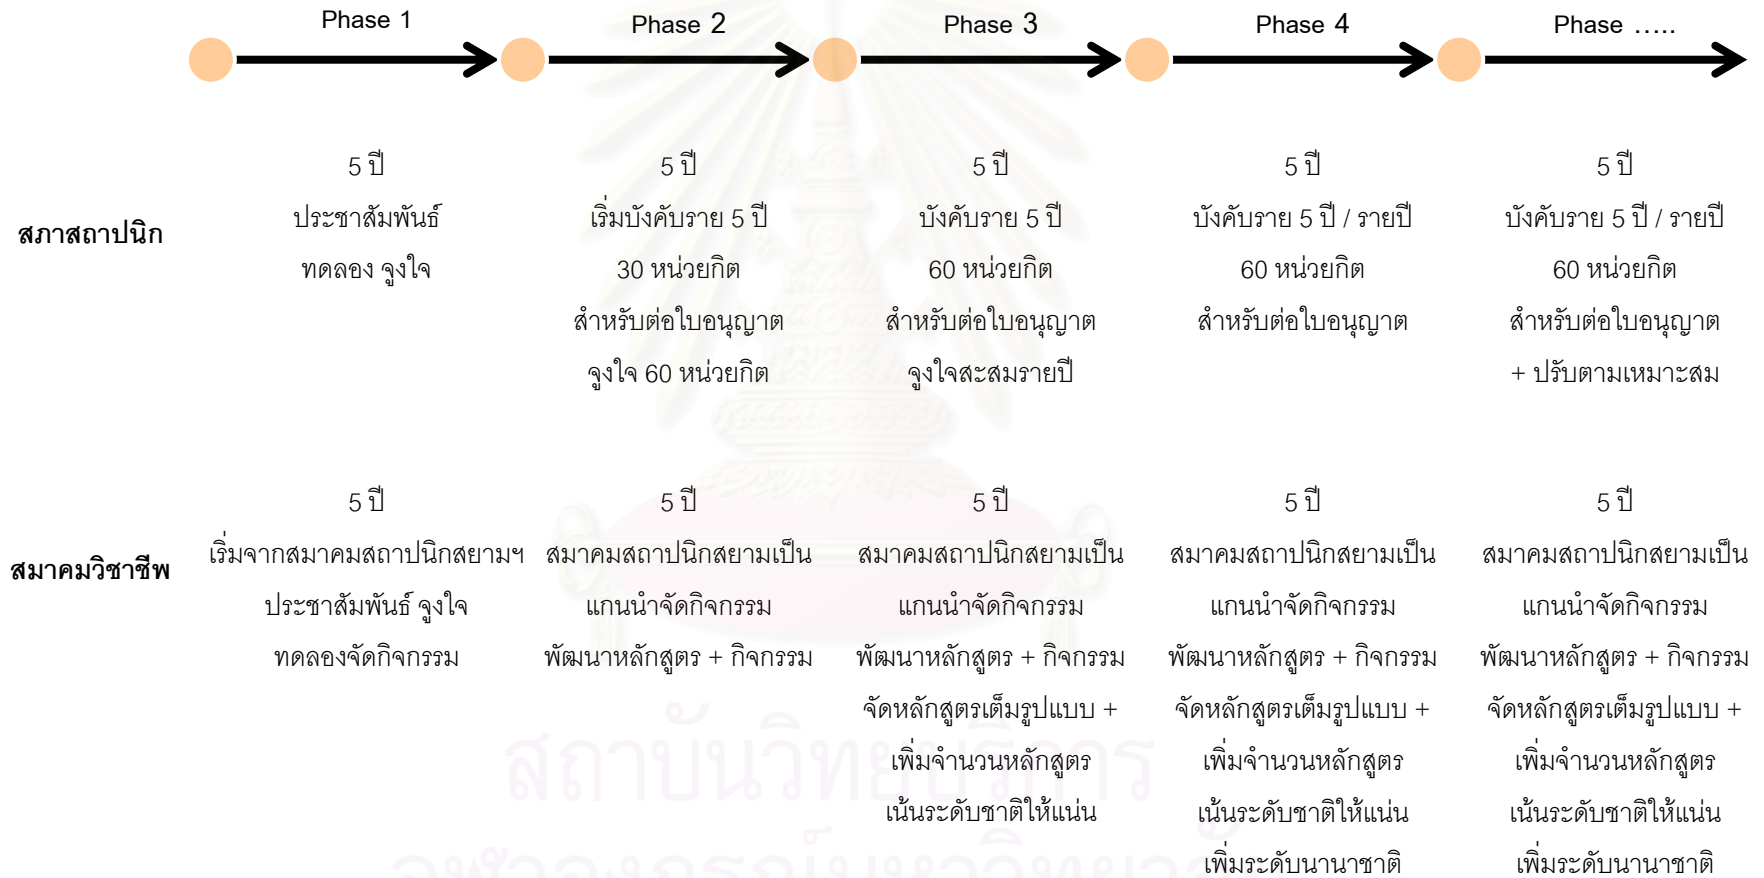 Phase 1
Phase 2
Phase 3
Phase 4
Phase …..
สภาสถาปนิก
5 ปี
ประชาสัมพันธ์
ทดลอง จูงใจ
5 ปี
เริ่มบังคับราย 5 ปี
30 หน่วยกิต
สำหรับต่อใบอนุญาต
จูงใจ 60 หน่วยกิต
5 ปี
บังคับราย 5 ปี
60 หน่วยกิต
สำหรับต่อใบอนุญาต
จูงใจสะสมรายปี
5 ปี
บังคับราย 5 ปี / รายปี
60 หน่วยกิต
สำหรับต่อใบอนุญาต
5 ปี
บังคับราย 5 ปี / รายปี
60 หน่วยกิต
สำหรับต่อใบอนุญาต
+ ปรับตามเหมาะสม
สมาคมวิชาชีพ
5 ปี
เริ่มจากสมาคมสถาปนิกสยามฯ
ประชาสัมพันธ์ จูงใจ
ทดลองจัดกิจกรรม
5 ปี
สมาคมสถาปนิกสยามเป็น
แกนนำจัดกิจกรรม
พัฒนาหลักสูตร + กิจกรรม
5 ปี
สมาคมสถาปนิกสยามเป็น
แกนนำจัดกิจกรรม
พัฒนาหลักสูตร + กิจกรรม
จัดหลักสูตรเต็มรูปแบบ +
เพิ่มจำนวนหลักสูตร
เน้นระดับชาติให้แน่น
5 ปี
สมาคมสถาปนิกสยามเป็น
แกนนำจัดกิจกรรม
พัฒนาหลักสูตร + กิจกรรม
จัดหลักสูตรเต็มรูปแบบ +
เพิ่มจำนวนหลักสูตร
เน้นระดับชาติให้แน่น
เพิ่มระดับนานาชาติ
5 ปี
สมาคมสถาปนิกสยามเป็น
แกนนำจัดกิจกรรม
พัฒนาหลักสูตร + กิจกรรม
จัดหลักสูตรเต็มรูปแบบ +
เพิ่มจำนวนหลักสูตร
เน้นระดับชาติให้แน่น
เพิ่มระดับนานาชาติ
สถาบันวิทยบริการ
จุฬาลงกรณ์มหาวิทยาลัย